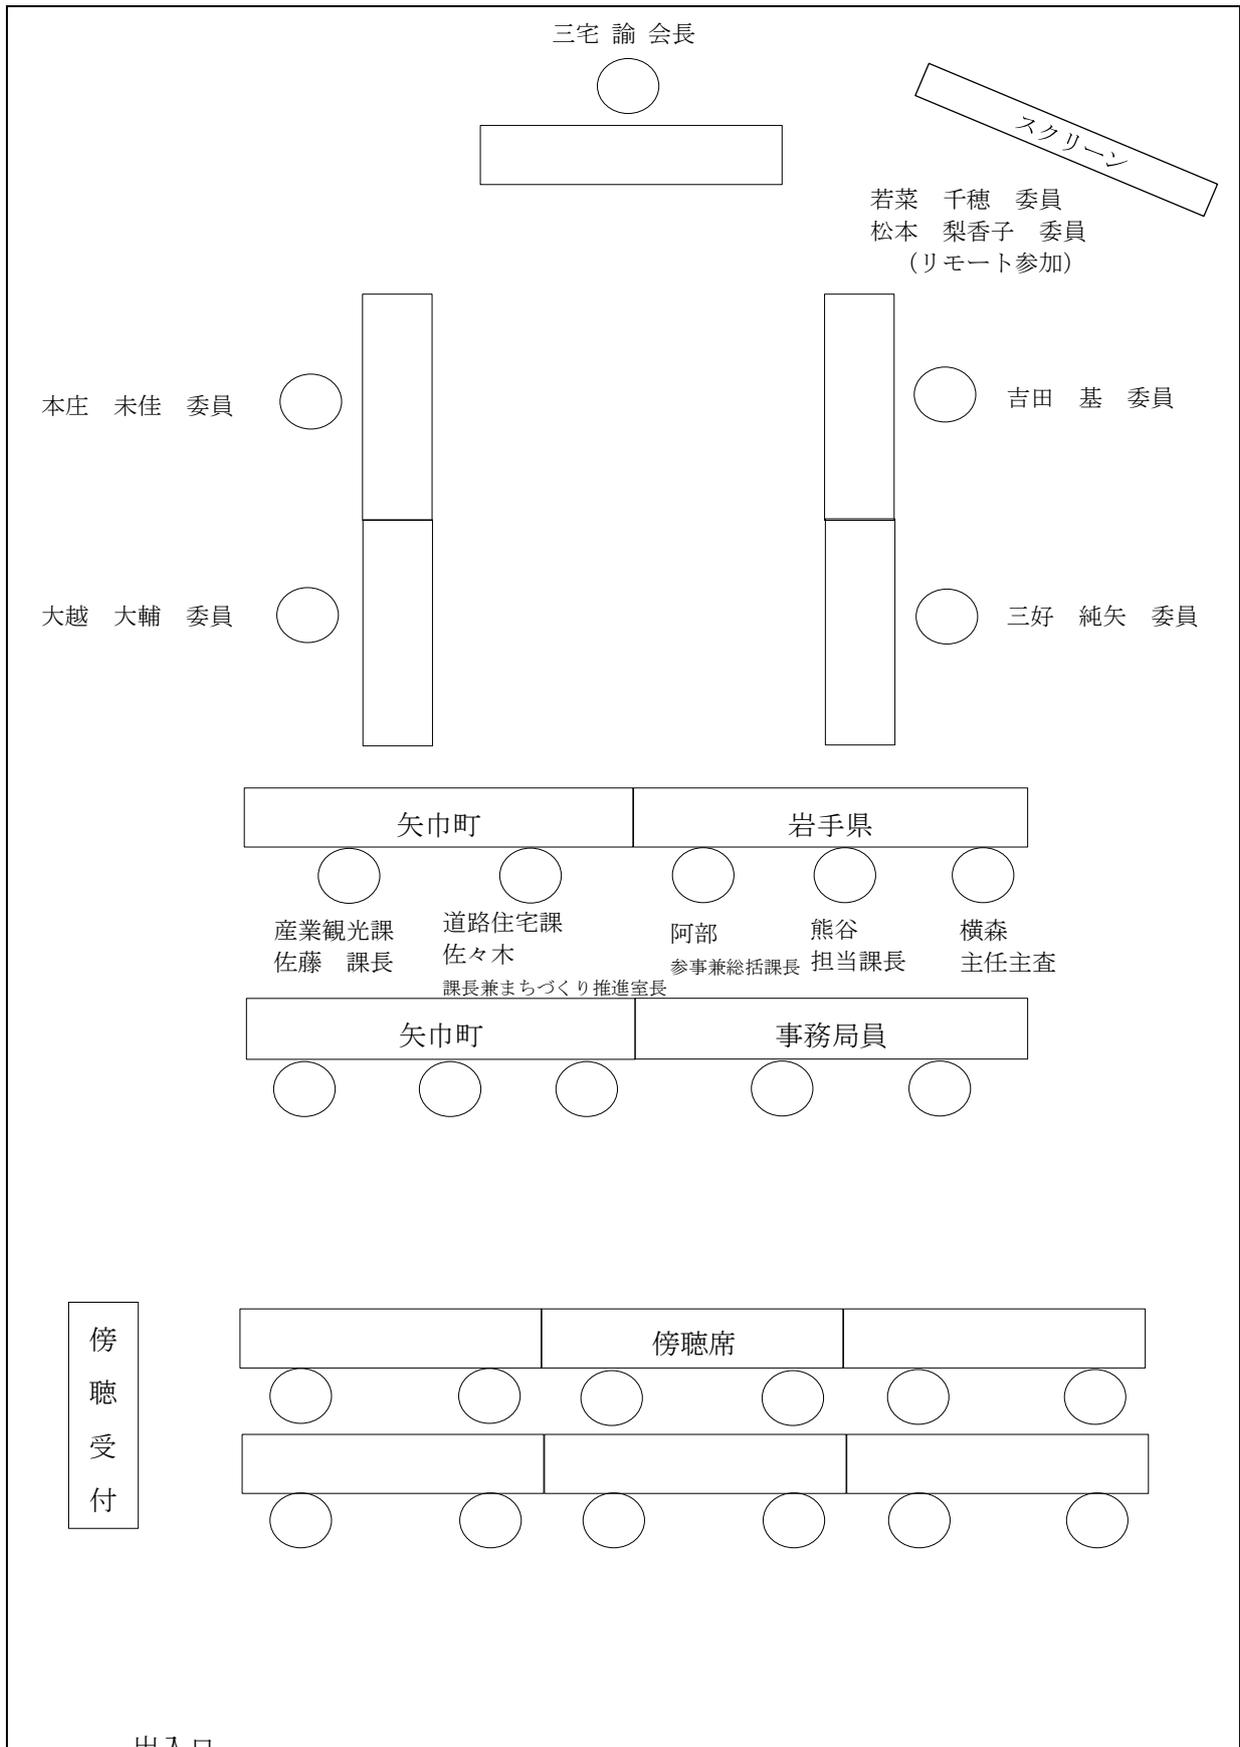 三宅 諭 会長
スクリーン
若菜　千穂　委員
松本　梨香子　委員
（リモート参加）
本庄　未佳　委員
吉田　基　委員
大越　大輔　委員
三好　純矢　委員
矢巾町
岩手県
産業観光課
佐藤　課長
道路住宅課
佐々木
課長兼まちづくり推進室長
阿部
参事兼総括課長
熊谷
担当課長
横森
主任主査
矢巾町
事務局員
傍聴席
傍聴受付
出入口